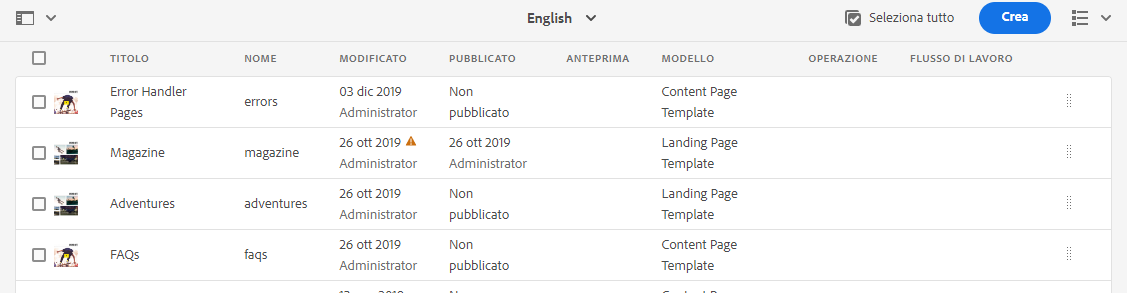 English
Seleziona tutto
Crea
TITOLO NOME MODIFICATO PUBBLICATO ANTEPRIMA MODELLO OPERAZIONE FLUSSO DI LAVORO
Error Handler Pages errors 03 dic 2019 Administrator Non pubblicato Content Page Template
Magazine magazine 26 ott 2019 Administrator 26 ott 2019 Administrator Landing Page Template
Adventures adventures 26 ott 2019 Administrator Non pubblicato Landing Page Template
FAQs faqs 26 ott 2019 Administrator Non pubblicato Content Page Template